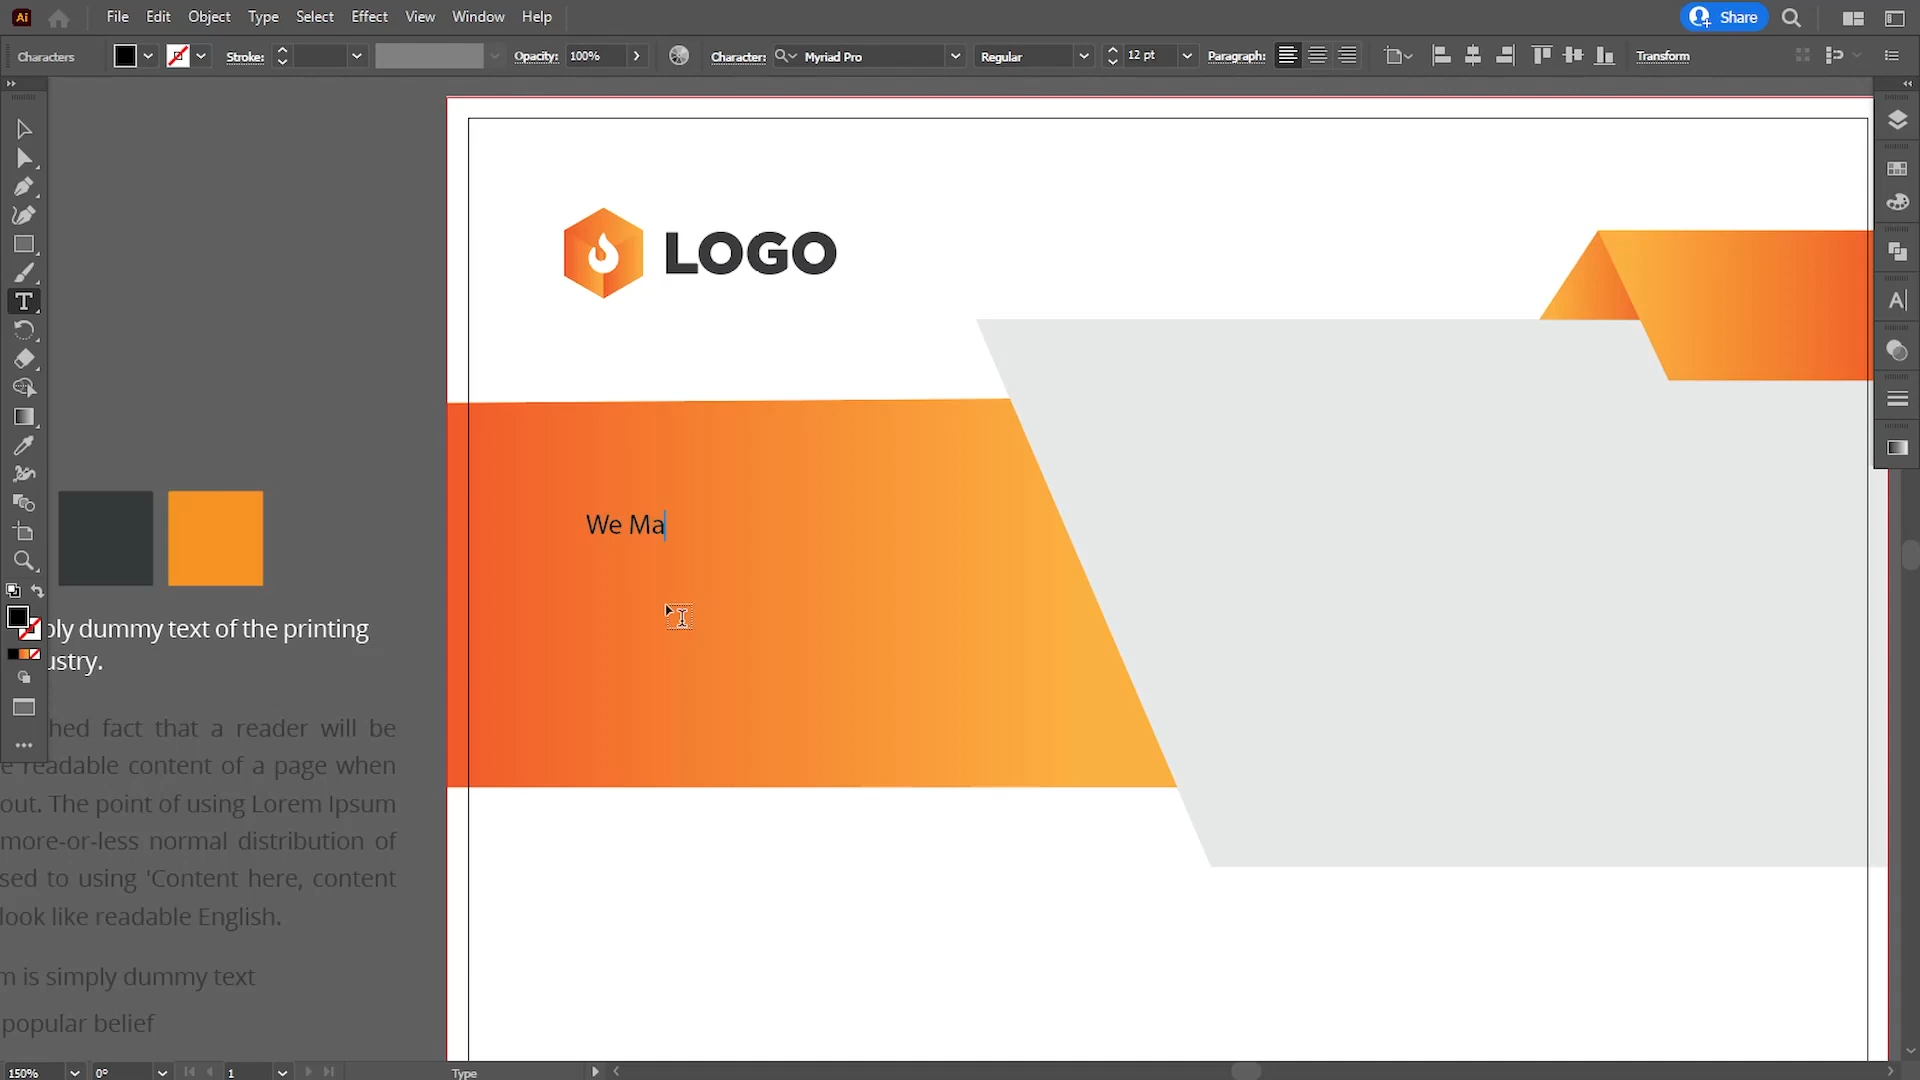 Ai File Edit Object Type Select Effect View Window Help Share
Characters Stroke: Opacity: 100% Character: Myriad Pro Regular 12 pt Paragraph: Transform
LOGO
We Ma
ply dummy text of the printing
ustry.
hed fact that a reader will be
e readable content of a page when
out. The point of using Lorem Ipsum
more-or-less normal distribution of
sed to using 'Content here, content
look like readable English.
m is simply dummy text
popular belief
150% 0° 1 Type